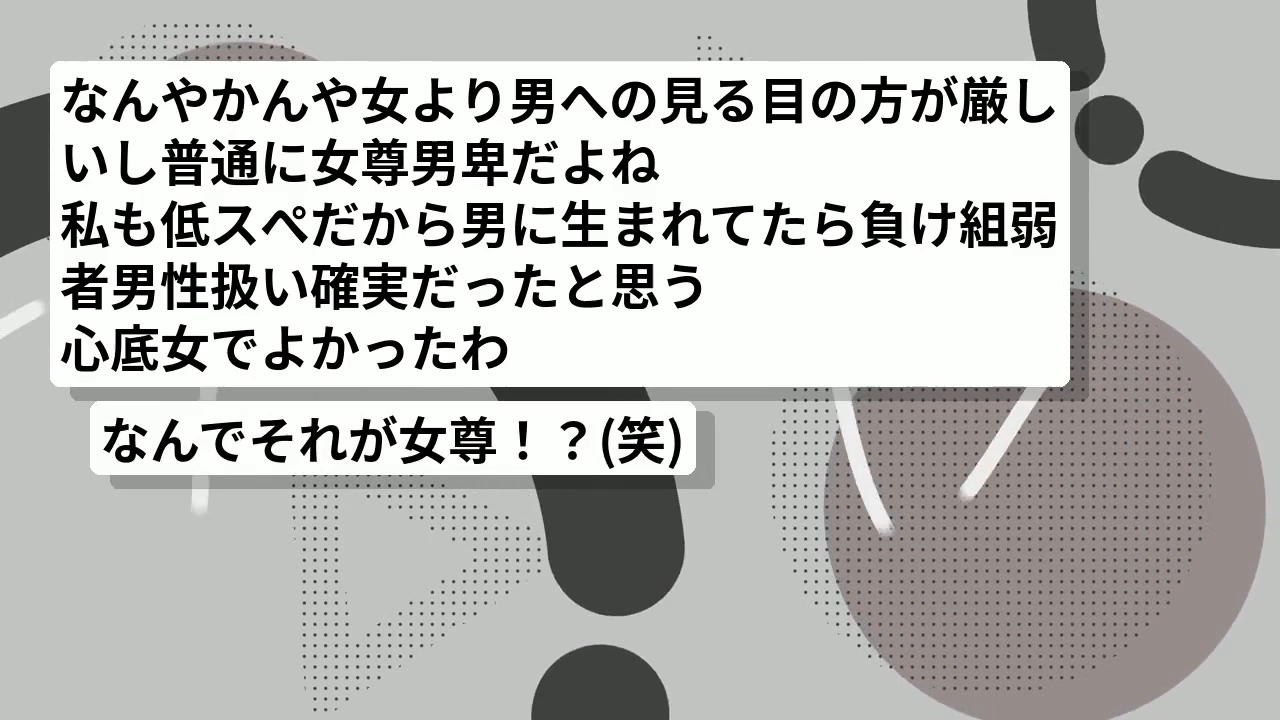 なんやかんや女より男への見る目の方が厳し
いし普通に女尊男卑だよね
私も低スペだから男に生まれてたら負け組弱
者男性扱い確実だったと思う
心底女でよかったわ
なんでそれが女尊！？(笑)